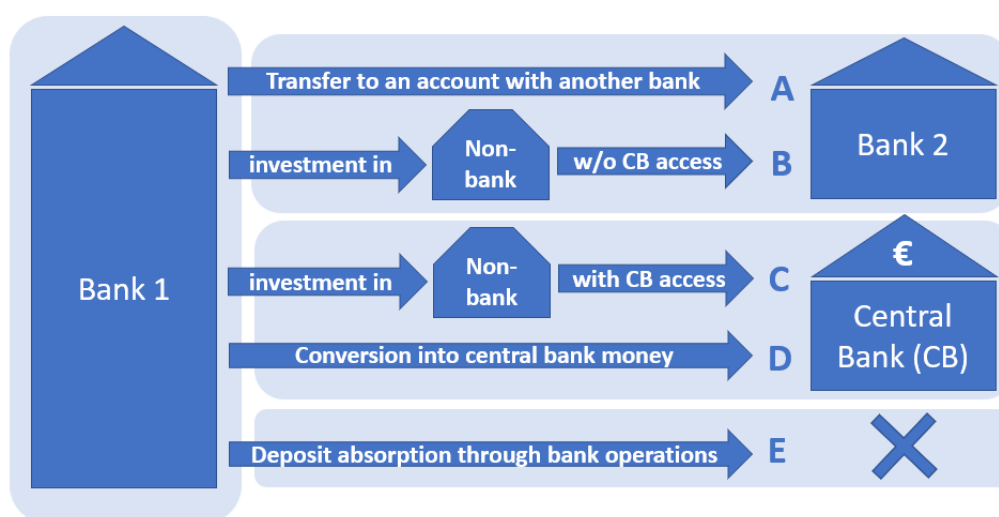 Transfer to an account with another bank
A
investment in
Non-
bank
w/o CB access
B
Bank 2
Bank 1
investment in
Non-
bank
with CB access
C
€
Central
Bank (CB)
Conversion into central bank money
D
Deposit absorption through bank operations
E